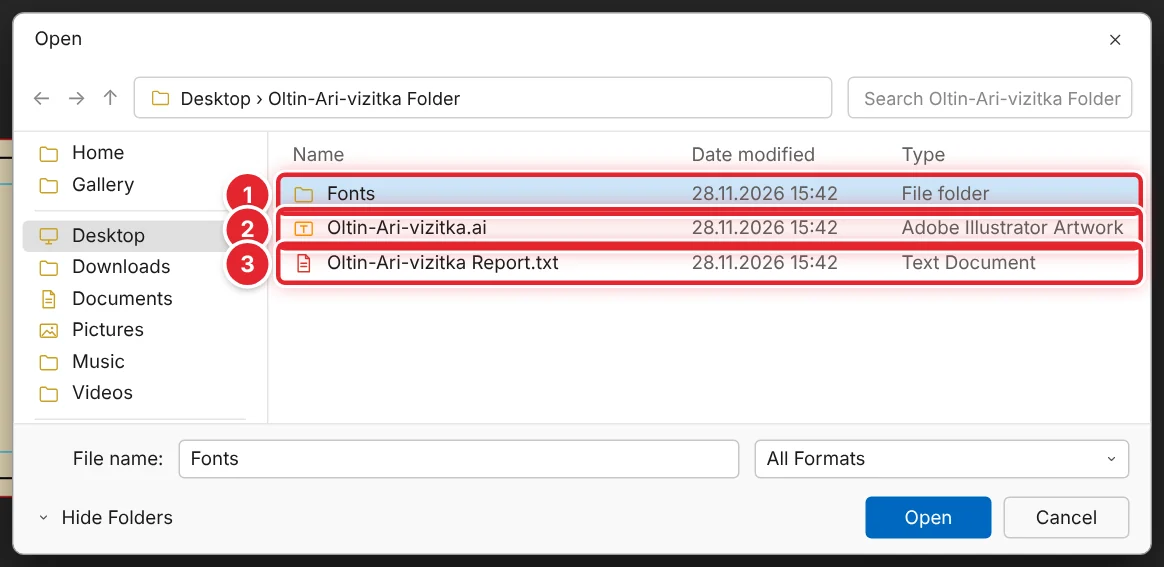 Open
Desktop › Oltin-Ari-vizitka Folder
Search Oltin-Ari-vizitka Folder
Home
Gallery
Desktop
Downloads
Documents
Pictures
Music
Videos
Name Date modified Type
1 Fonts 28.11.2026 15:42 File folder
2 Oltin-Ari-vizitka.ai 28.11.2026 15:42 Adobe Illustrator Artwork
3 Oltin-Ari-vizitka Report.txt 28.11.2026 15:42 Text Document
File name: Fonts All Formats
Hide Folders Open Cancel